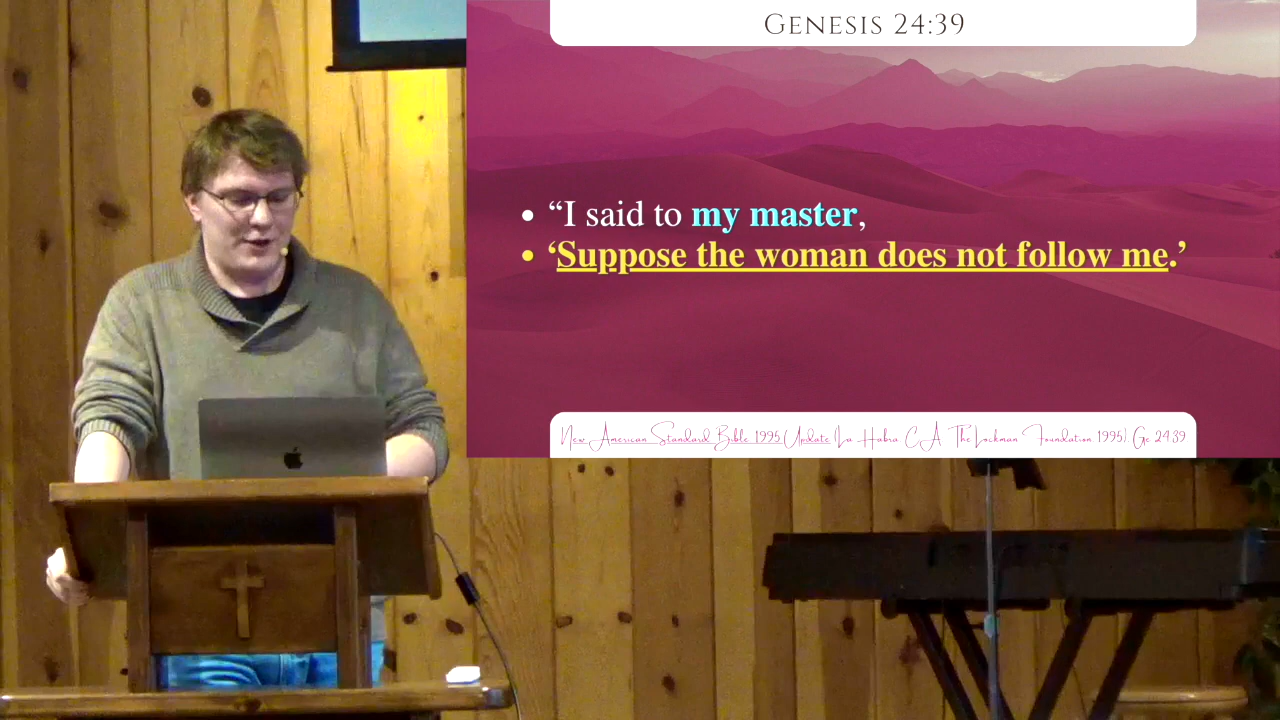 Genesis 24:39
• “I said to my master,
• ‘Suppose the woman does not follow me.’
New American Standard Bible: 1995 Update (La Habra, CA: The Lockman Foundation, 1995), Ge 24:39